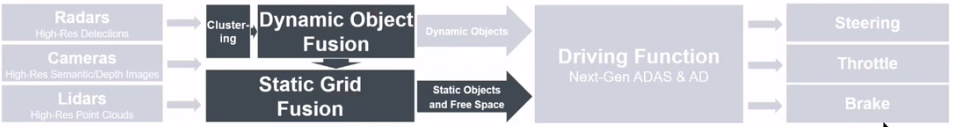 Radars
High-Res Detections
Cameras
High-Res Semantic/Depth Images
Lidars
High-Res Point Clouds
Cluster-
ing
Dynamic Object
Fusion
Static Grid
Fusion
Dynamic Objects
Static Objects
and Free Space
Driving Function
Next-Gen ADAS & AD
Steering
Throttle
Brake